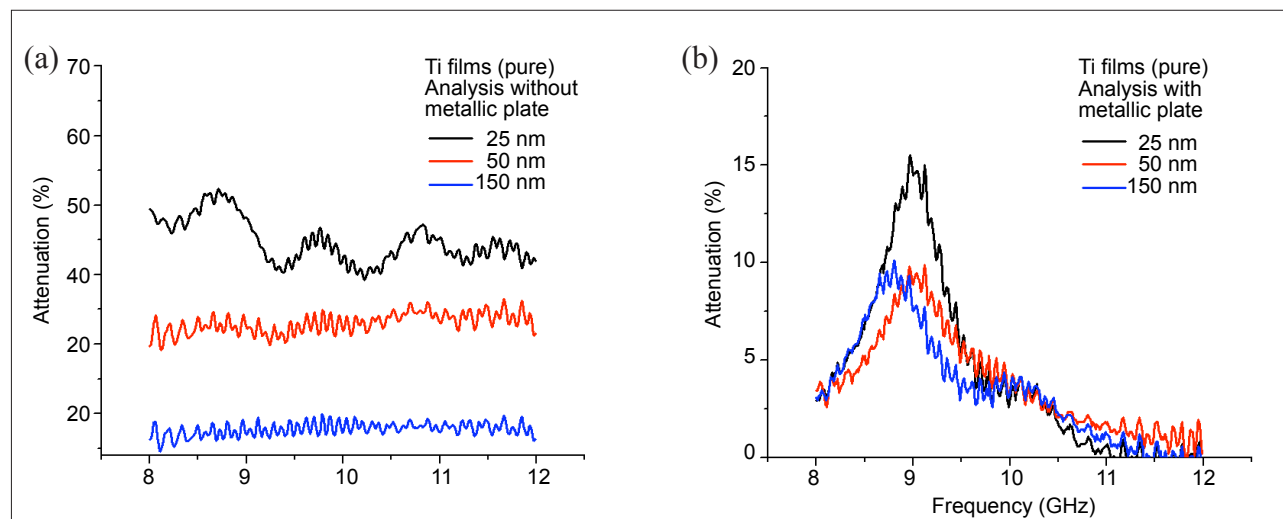 (a)
70
60
50
40
20
20
Attenuation (%)
8
9
10
11
12
Ti films (pure)
Analysis without
metallic plate
25 nm
50 nm
150 nm
(b)
20
15
10
5
0
Attenuation (%)
8
9
10
11
12
Frequency (GHz)
Ti films (pure)
Analysis with
metallic plate
25 nm
50 nm
150 nm